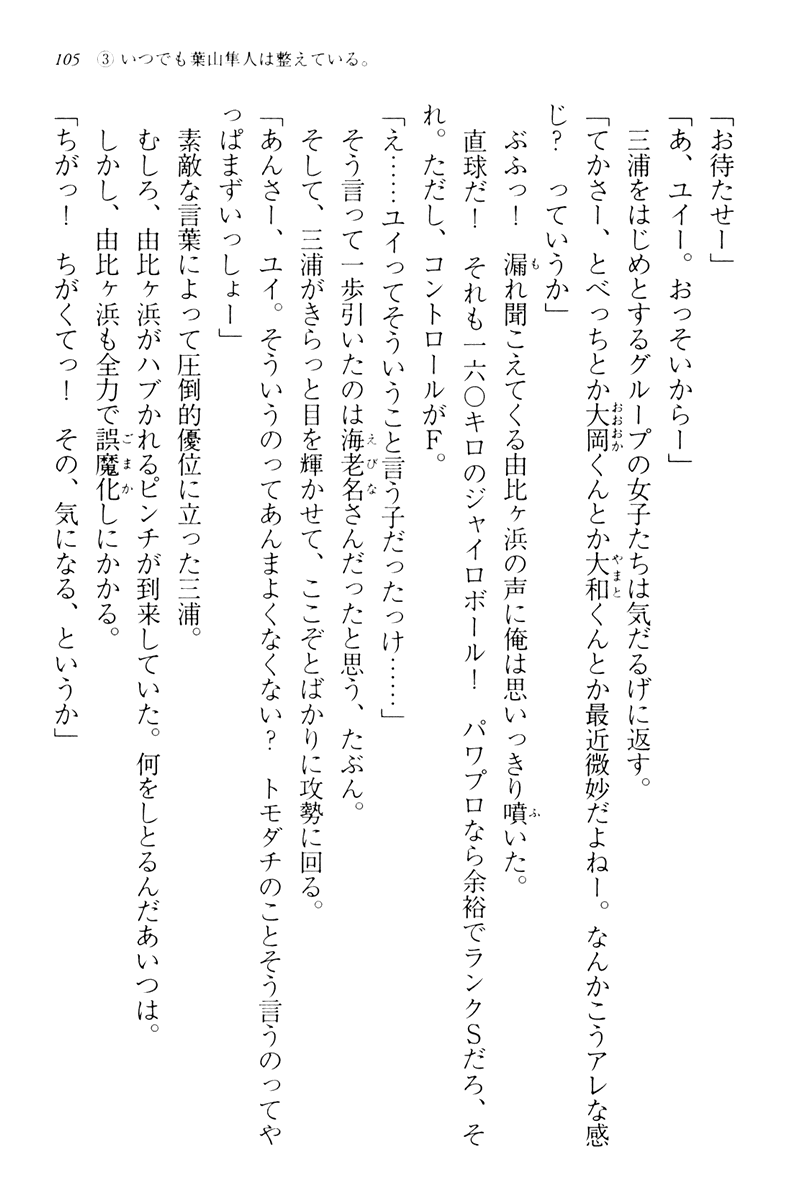 105　③いつでも葉山隼人は整えている。
「お待たせー」
「あ、ユイー。おっそいからー」
三浦をはじめとするグループの女子たちは気だるげに返す。
「てかさー、とべっちとか大岡くんとか大和くんとか最近微妙だよねー。なんかこうアレな感
じ？　っていうか」
ぶふっ！　漏れ聞こえてくる由比ヶ浜の声に俺は思いっきり噴いた。
直球だ！　それも一六〇キロのジャイロボール！　パワプロなら余裕でランクSだろ、そ
れ。ただし、コントロールがF。
「え……ユイってそういうこと言う子だったっけ……」
そう言って一歩引いたのは海老名さんだったと思う、たぶん。
そして、三浦がきらっと目を輝かせて、ここぞとばかりに攻勢に回る。
「あんさー、ユイ。そういうのってあんまよくなくない？　トモダチのことそう言うのってや
っぱまずいっしょー」
素敵な言葉によって圧倒的優位に立った三浦。
むしろ、由比ヶ浜がハブかれるピンチが到来していた。何をしとるんだあいつは。
しかし、由比ヶ浜も全力で誤魔化しにかかる。
「ちがっ！　ちがくてっ！　その、気になる、というか」